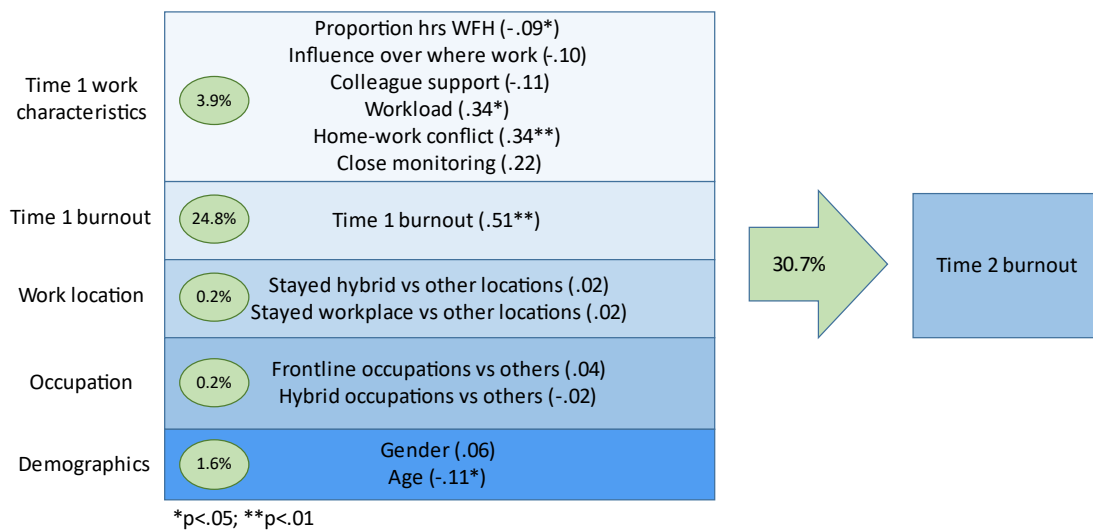 Time 1 work
characteristics
3.9%
Proportion hrs WFH (-.09*)
Influence over where work (-.10)
Colleague support (-.11)
Workload (.34*)
Home-work conflict (.34**)
Close monitoring (.22)
Time 1 burnout
24.8%
Time 1 burnout (.51**)
Work location
0.2%
Stayed hybrid vs other locations (.02)
Stayed workplace vs other locations (.02)
Occupation
0.2%
Frontline occupations vs others (.04)
Hybrid occupations vs others (-.02)
Demographics
1.6%
Gender (.06)
Age (-.11*)
*p<.05; **p<.01
30.7%
Time 2 burnout